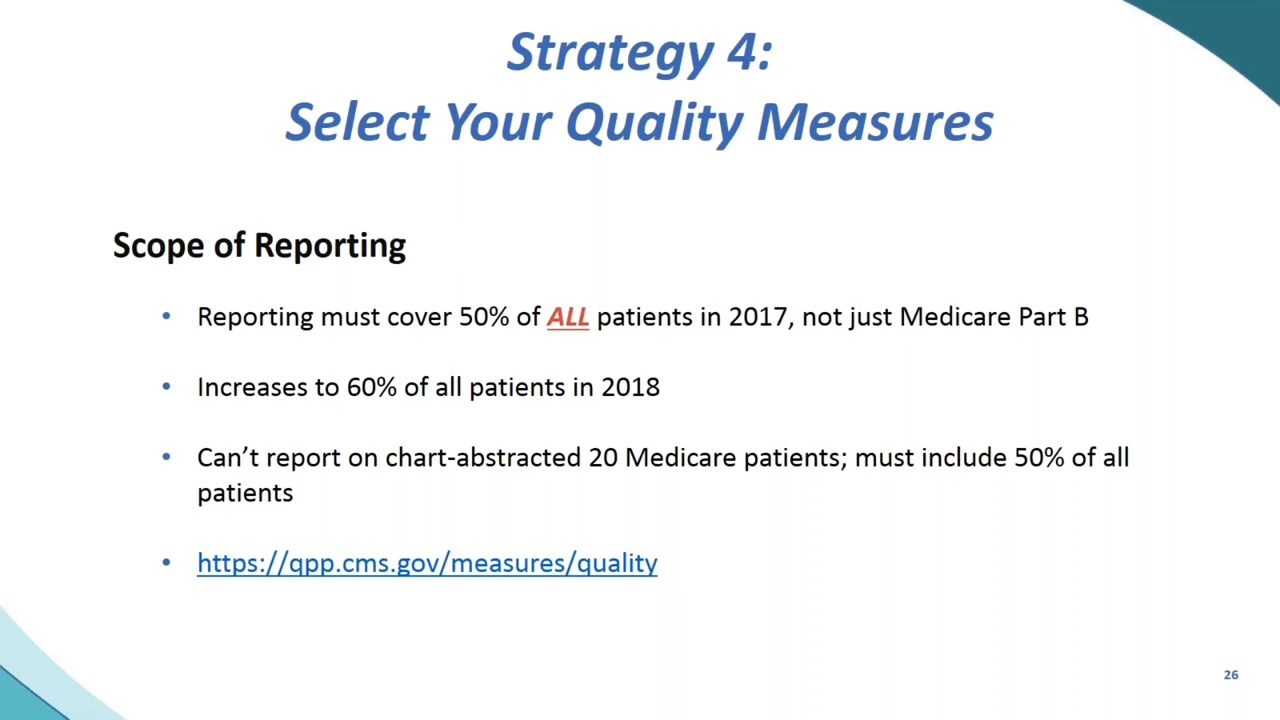 Strategy 4:
Select Your Quality Measures
Scope of Reporting
• Reporting must cover 50% of ALL patients in 2017, not just Medicare Part B
• Increases to 60% of all patients in 2018
• Can’t report on chart-abstracted 20 Medicare patients; must include 50% of all
patients
• https://qpp.cms.gov/measures/quality
26